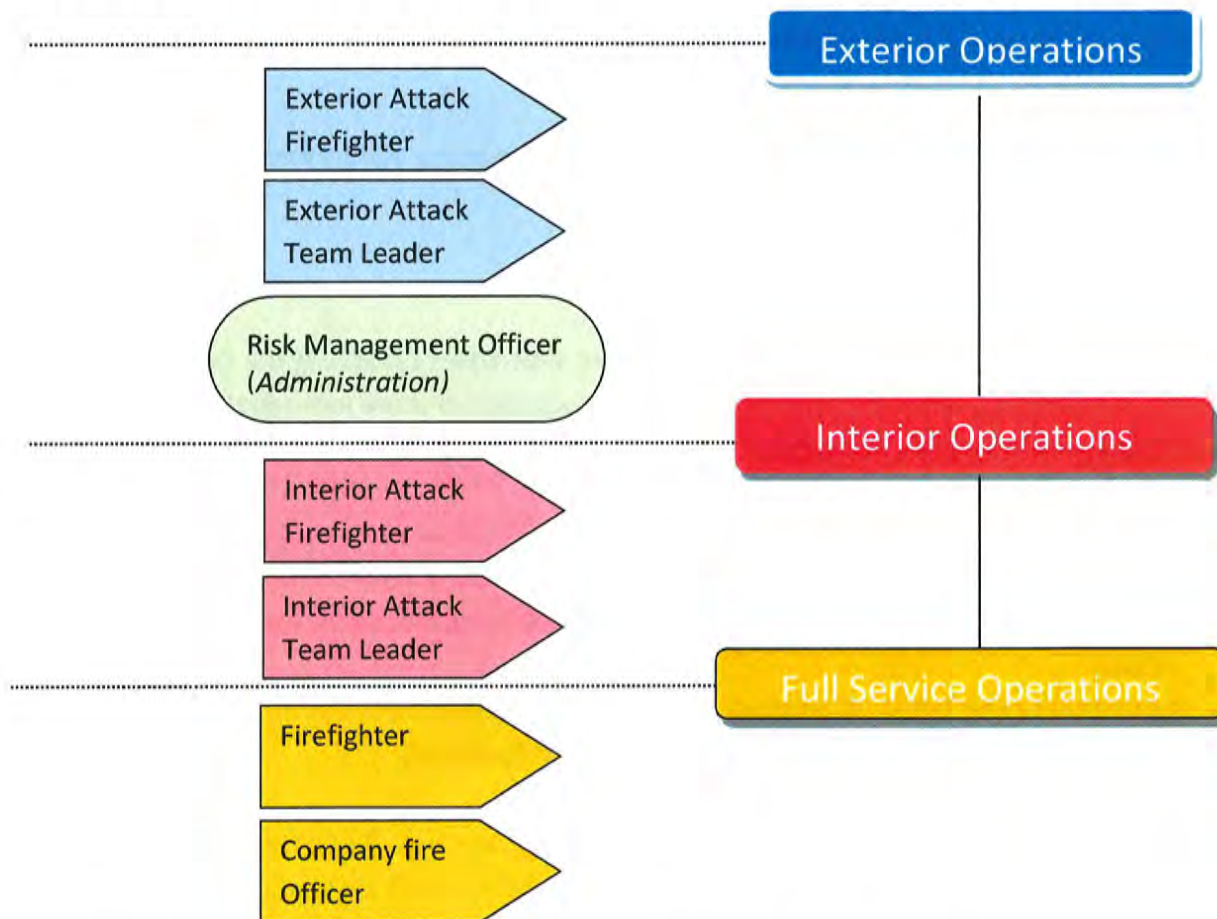 Exterior Operations
Exterior Attack
Firefighter
Exterior Attack
Team Leader
Risk Management Officer
(Administration)
Interior Operations
Interior Attack
Firefighter
Interior Attack
Team Leader
Full Service Operations
Firefighter
Company fire
Officer